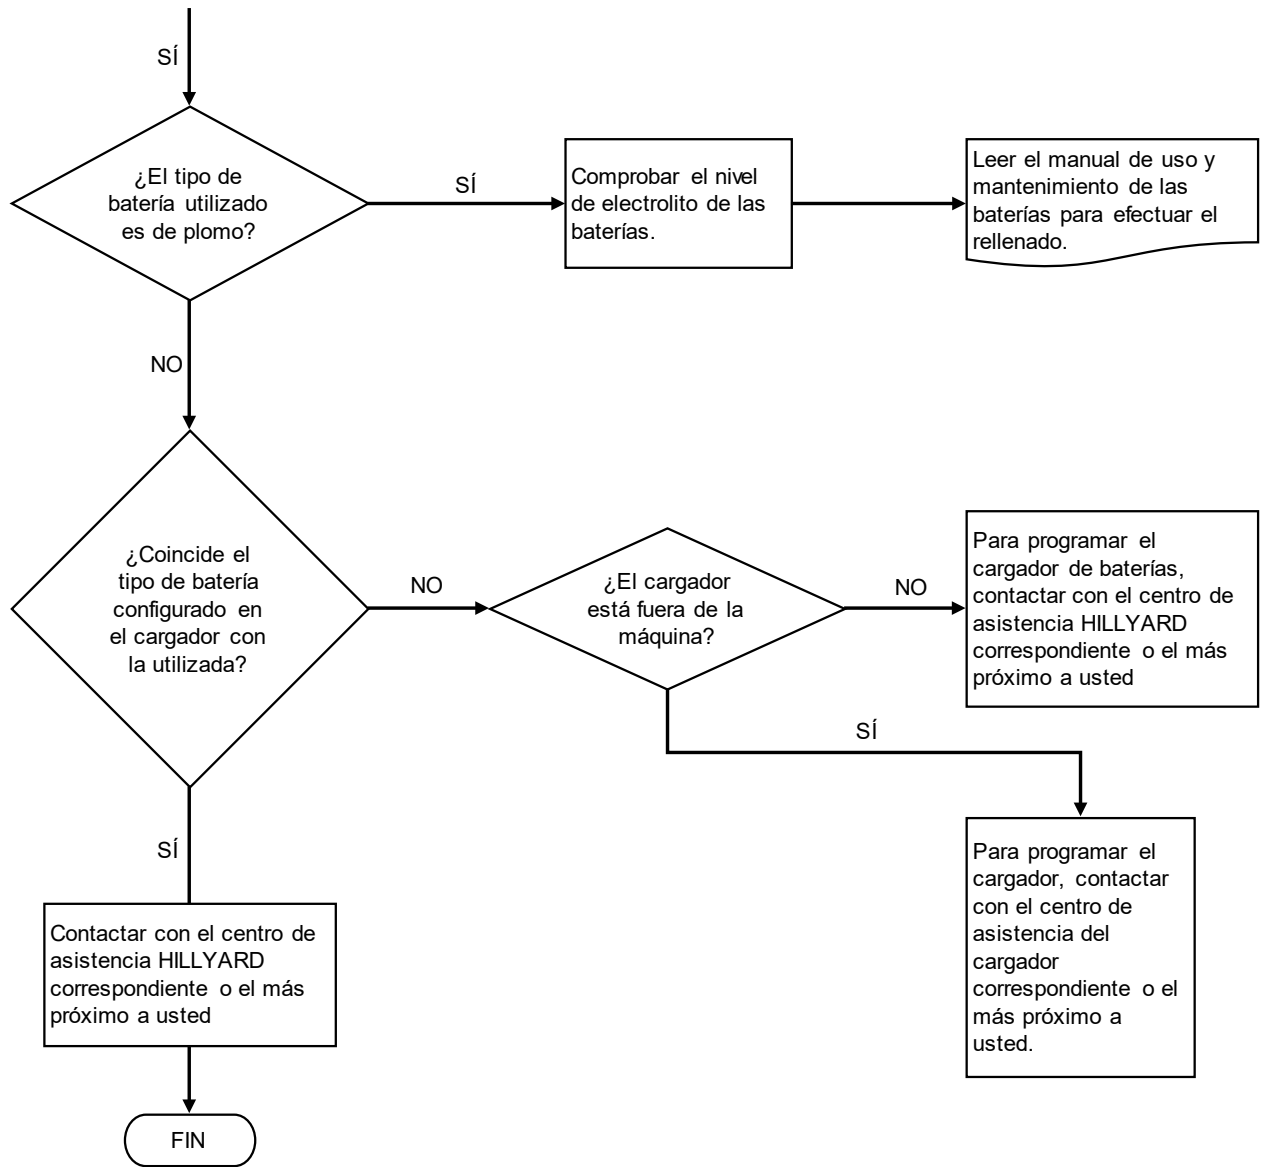 SÍ
¿El tipo de
batería utilizado
es de plomo?
SÍ
Comprobar el nivel
de electrolito de las
baterías.
Leer el manual de uso y
mantenimiento de las
baterías para efectuar el
rellenado.
NO
¿Coincide el
tipo de batería
configurado en
el cargador con
la utilizada?
NO
¿El cargador
está fuera de la
máquina?
NO
Para programar el
cargador de baterías,
contactar con el centro de
asistencia HILLYARD
correspondiente o el más
próximo a usted
SÍ
Para programar el
cargador, contactar
con el centro de
asistencia del
cargador
correspondiente o el
más próximo a
usted.
SÍ
Contactar con el centro de
asistencia HILLYARD
correspondiente o el más
próximo a usted
FIN